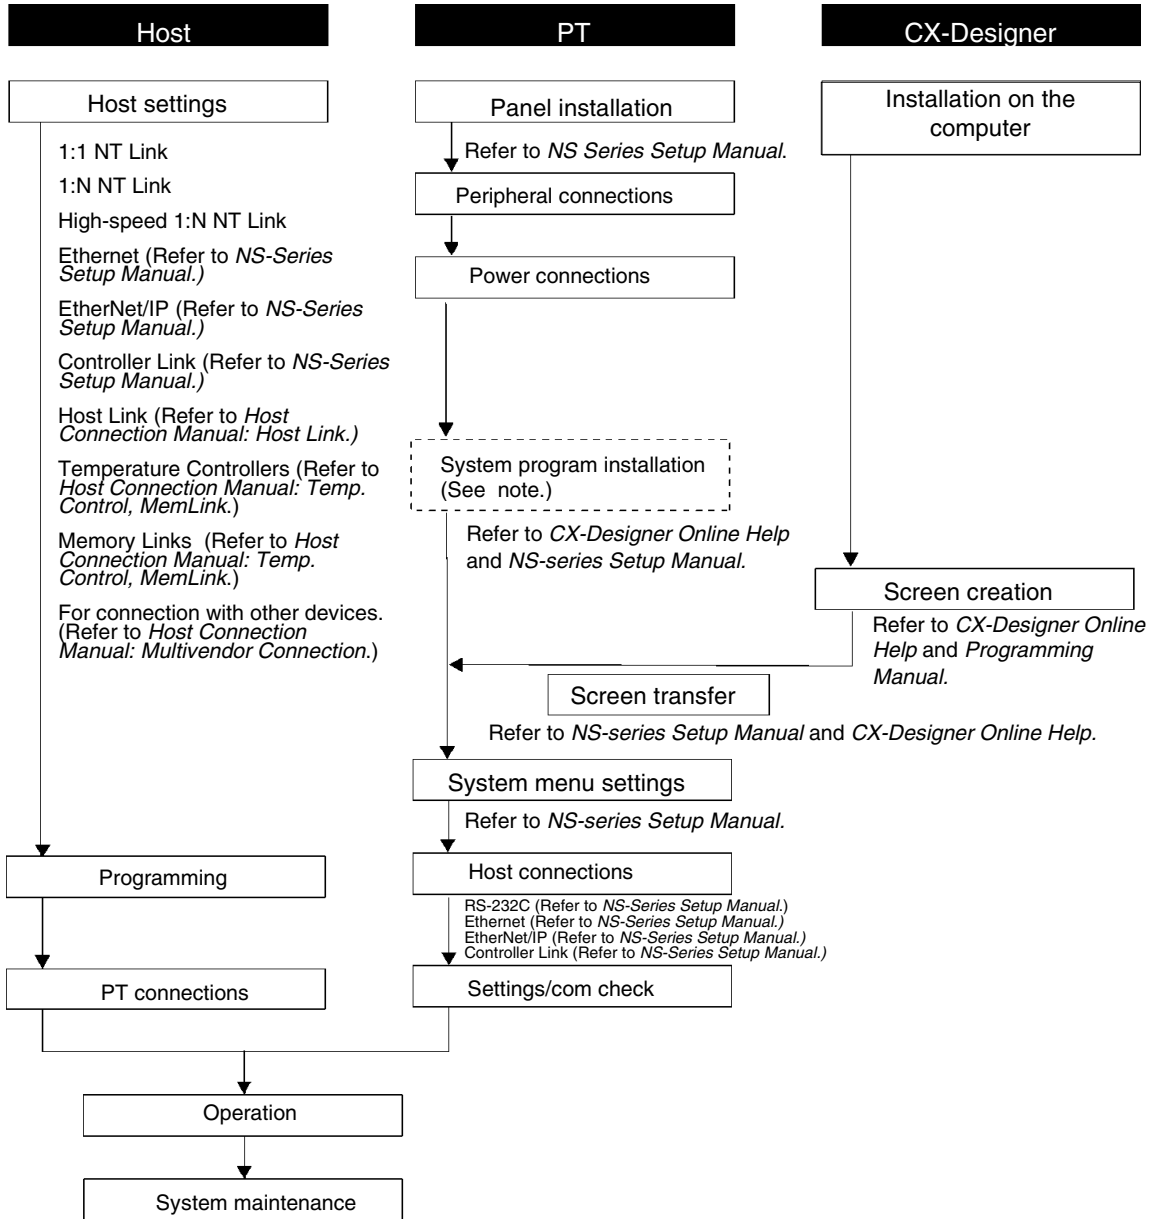 Host
PT
CX-Designer
Host settings
1:1 NT Link
1:N NT Link
High-speed 1:N NT Link
Ethernet (Refer to NS-Series
Setup Manual.)
EtherNet/IP (Refer to NS-Series
Setup Manual.)
Controller Link (Refer to NS-Series
Setup Manual.)
Host Link (Refer to Host
Connection Manual: Host Link.)
Temperature Controllers (Refer to
Host Connection Manual: Temp.
Control, MemLink.)
Memory Links (Refer to Host
Connection Manual: Temp.
Control, MemLink.)
For connection with other devices.
(Refer to Host Connection
Manual: Multivendor Connection.)
Programming
PT connections
Panel installation
Refer to NS Series Setup Manual.
Peripheral connections
Power connections
System program installation
(See note.)
Refer to CX-Designer Online Help
and NS-series Setup Manual.
Installation on the
computer
Screen creation
Refer to CX-Designer Online
Help and Programming
Manual.
Screen transfer
Refer to NS-series Setup Manual and CX-Designer Online Help.
System menu settings
Refer to NS-series Setup Manual.
Host connections
RS-232C (Refer to NS-Series Setup Manual.)
Ethernet (Refer to NS-Series Setup Manual.)
EtherNet/IP (Refer to NS-Series Setup Manual.)
Controller Link (Refer to NS-Series Setup Manual.)
Settings/com check
Operation
System maintenance